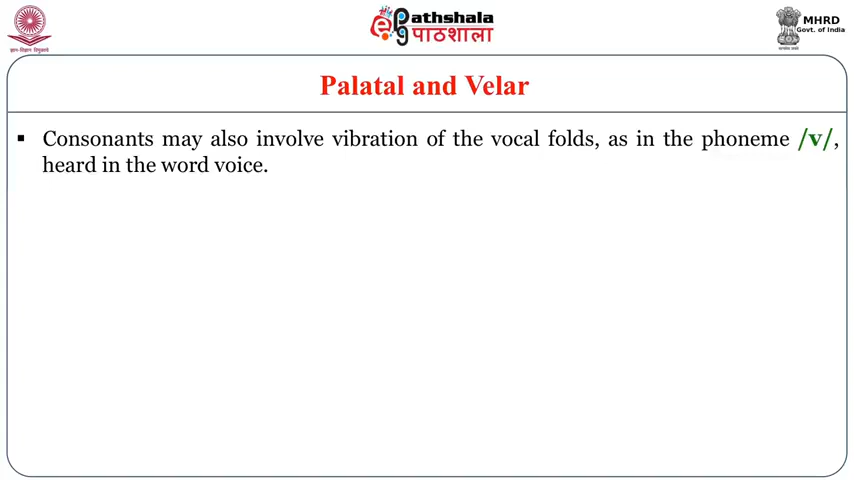 ePathshala
पाठशाला
MHRD
Govt. of India
Palatal and Velar
▪ Consonants may also involve vibration of the vocal folds, as in the phoneme /v/,
heard in the word voice.